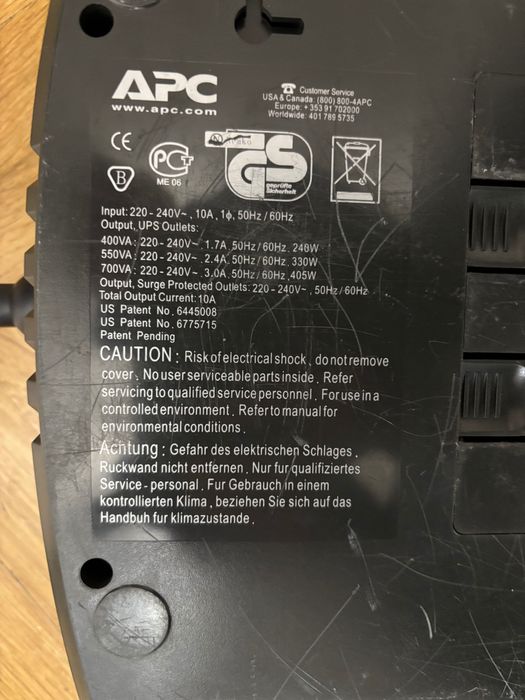 APC
www.apc.com
Customer Service
USA & Canada: (800) 800-4APC
Europe: +353 91 702000
Worldwide: 401 789 5735
CE
B
PC
ME 06
GS
geprüfte
Sicherheit
Input: 220 - 240V~ , 10A, 1ϕ, 50Hz / 60Hz
Output, UPS Outlets:
400VA : 220 - 240V~ , 1.7A, 50Hz / 60Hz, 248W
550VA : 220 - 240V~ , 2.4A, 50Hz / 60Hz, 330W
700VA : 220 - 240V~ , 3.0A, 50Hz / 60Hz, 405W
Output, Surge Protected Outlets: 220 - 240V~ , 50Hz / 60Hz
Total Output Current: 10A
US Patent No. 6445008
US Patent No. 6775715
Patent Pending
CAUTION : Risk of electrical shock , do not remove
cover. No user serviceable parts inside . Refer
servicing to qualified service personnel . For use in a
controlled environment . Refer to manual for
environmental conditions .
Achtung : Gefahr des elektrischen Schlages .
Ruckwand nicht entfernen . Nur fur qualifiziertes
Service - personal . Fur Gebrauch in einem
kontrollierten Klima , beziehen Sie sich auf das
Handbuh fur klimazustande .